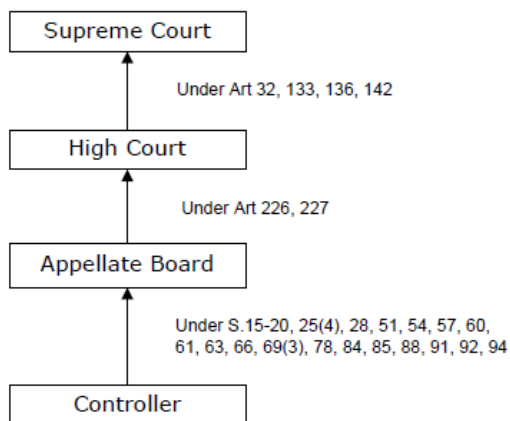 Supreme Court
Under Art 32, 133, 136, 142
High Court
Under Art 226, 227
Appellate Board
Under S.15-20, 25(4), 28, 51, 54, 57, 60,
61, 63, 66, 69(3), 78, 84, 85, 88, 91, 92, 94
Controller